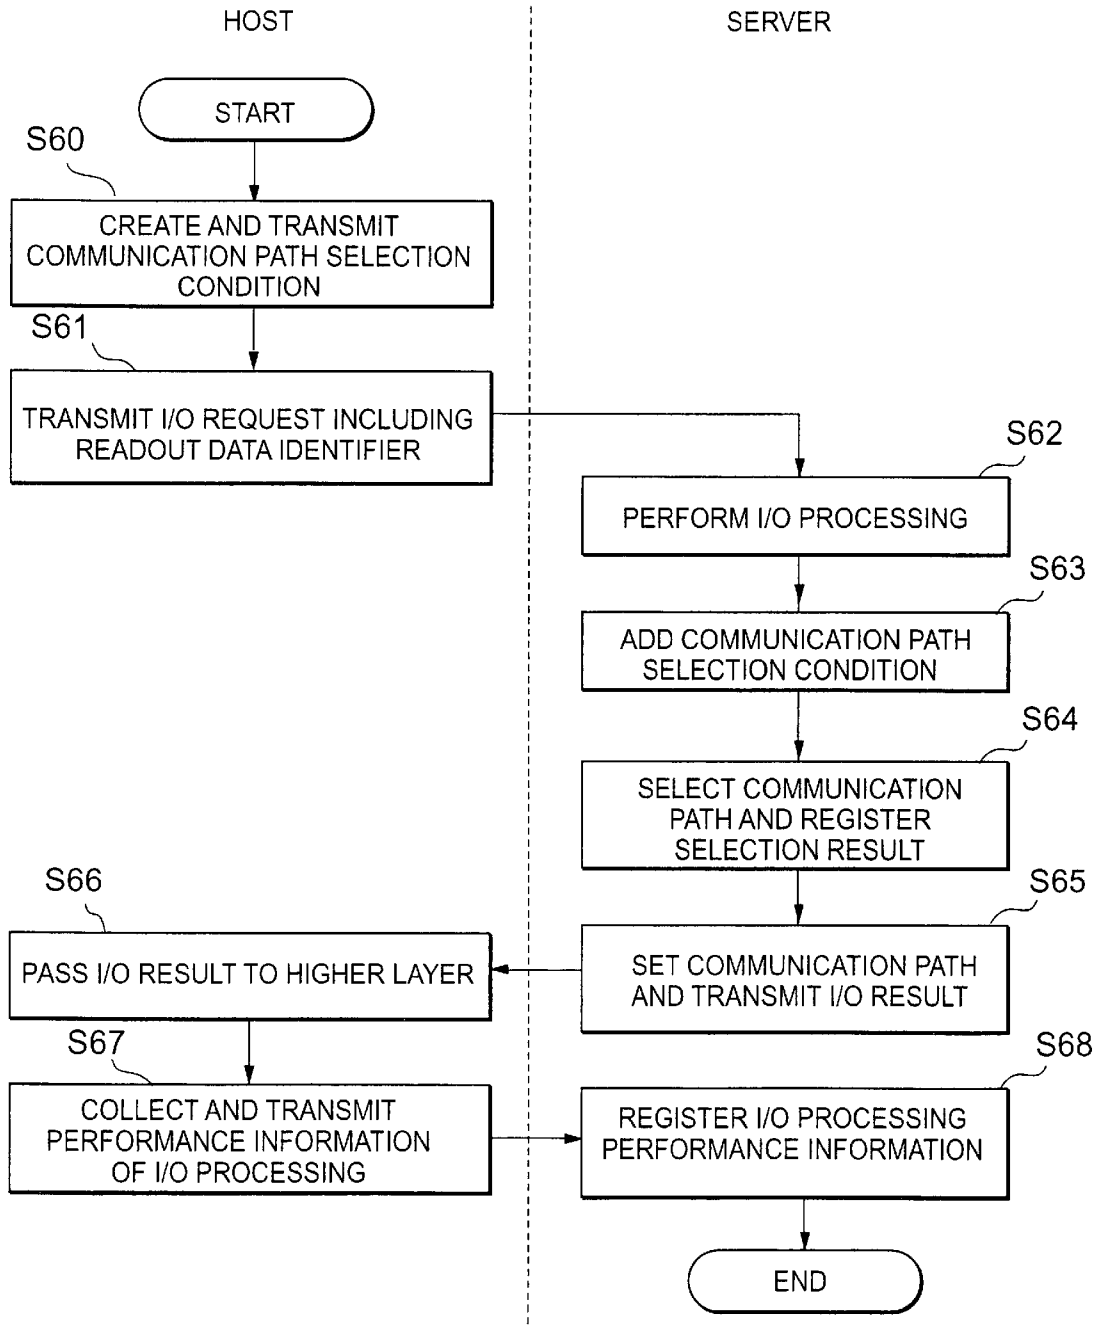 HOST
SERVER
START
S60
CREATE AND TRANSMIT
COMMUNICATION PATH SELECTION
CONDITION
S61
TRANSMIT I/O REQUEST INCLUDING
READOUT DATA IDENTIFIER
S62
PERFORM I/O PROCESSING
S63
ADD COMMUNICATION PATH
SELECTION CONDITION
S64
SELECT COMMUNICATION
PATH AND REGISTER
SELECTION RESULT
S65
SET COMMUNICATION PATH
AND TRANSMIT I/O RESULT
S66
PASS I/O RESULT TO HIGHER LAYER
S67
COLLECT AND TRANSMIT
PERFORMANCE INFORMATION
OF I/O PROCESSING
S68
REGISTER I/O PROCESSING
PERFORMANCE INFORMATION
END